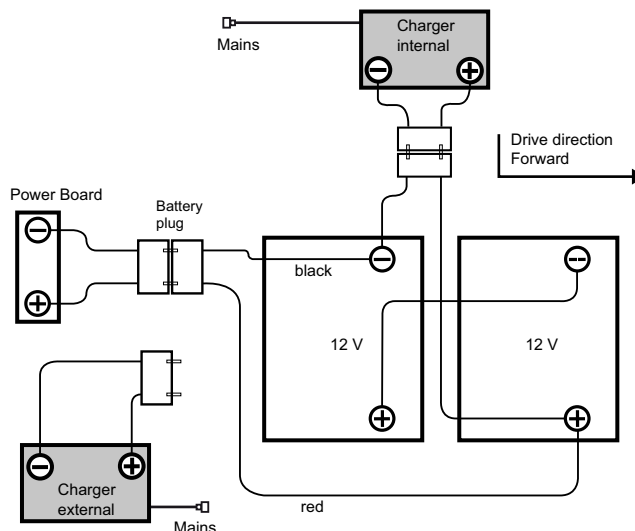 Charger
internal
Mains
Drive direction
Forward
Power Board
Battery
plug
black
12 V
12 V
Charger
external
red
Mains